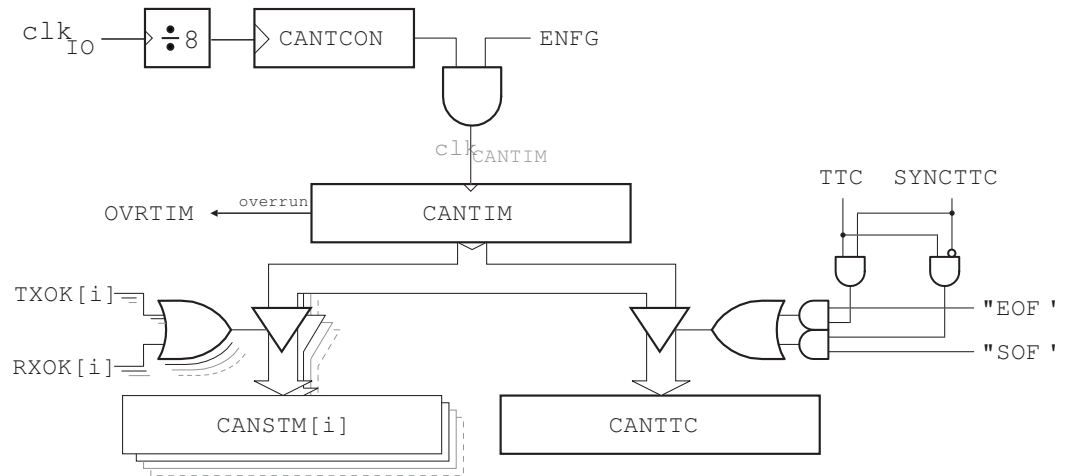 clkIO
÷ 8
CANTCON
ENFG
clkCANTIM
TTC
SYNCTTC
OVRTIM
overrun
CANTIM
TXOK[i]
"EOF '
RXOK[i]
"SOF '
CANSTM[i]
CANTTC